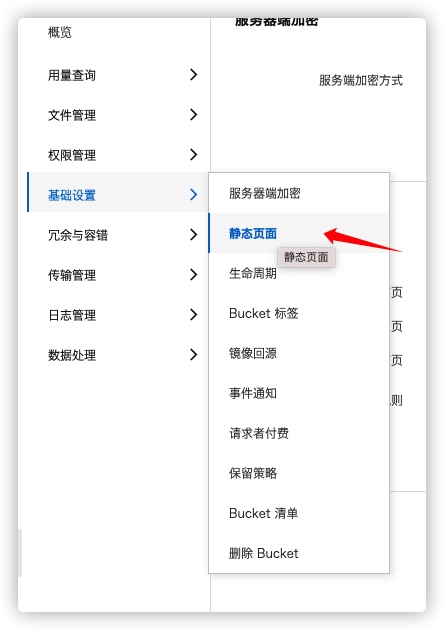 概览
用量查询
文件管理
权限管理
基础设置
冗余与容错
传输管理
日志管理
数据处理
服务器端加密
服务端加密方式
服务器端加密
静态页面
静态页面
生命周期
Bucket 标签
镜像回源
事件通知
请求者付费
保留策略
Bucket 清单
删除 Bucket
页
页
页
则